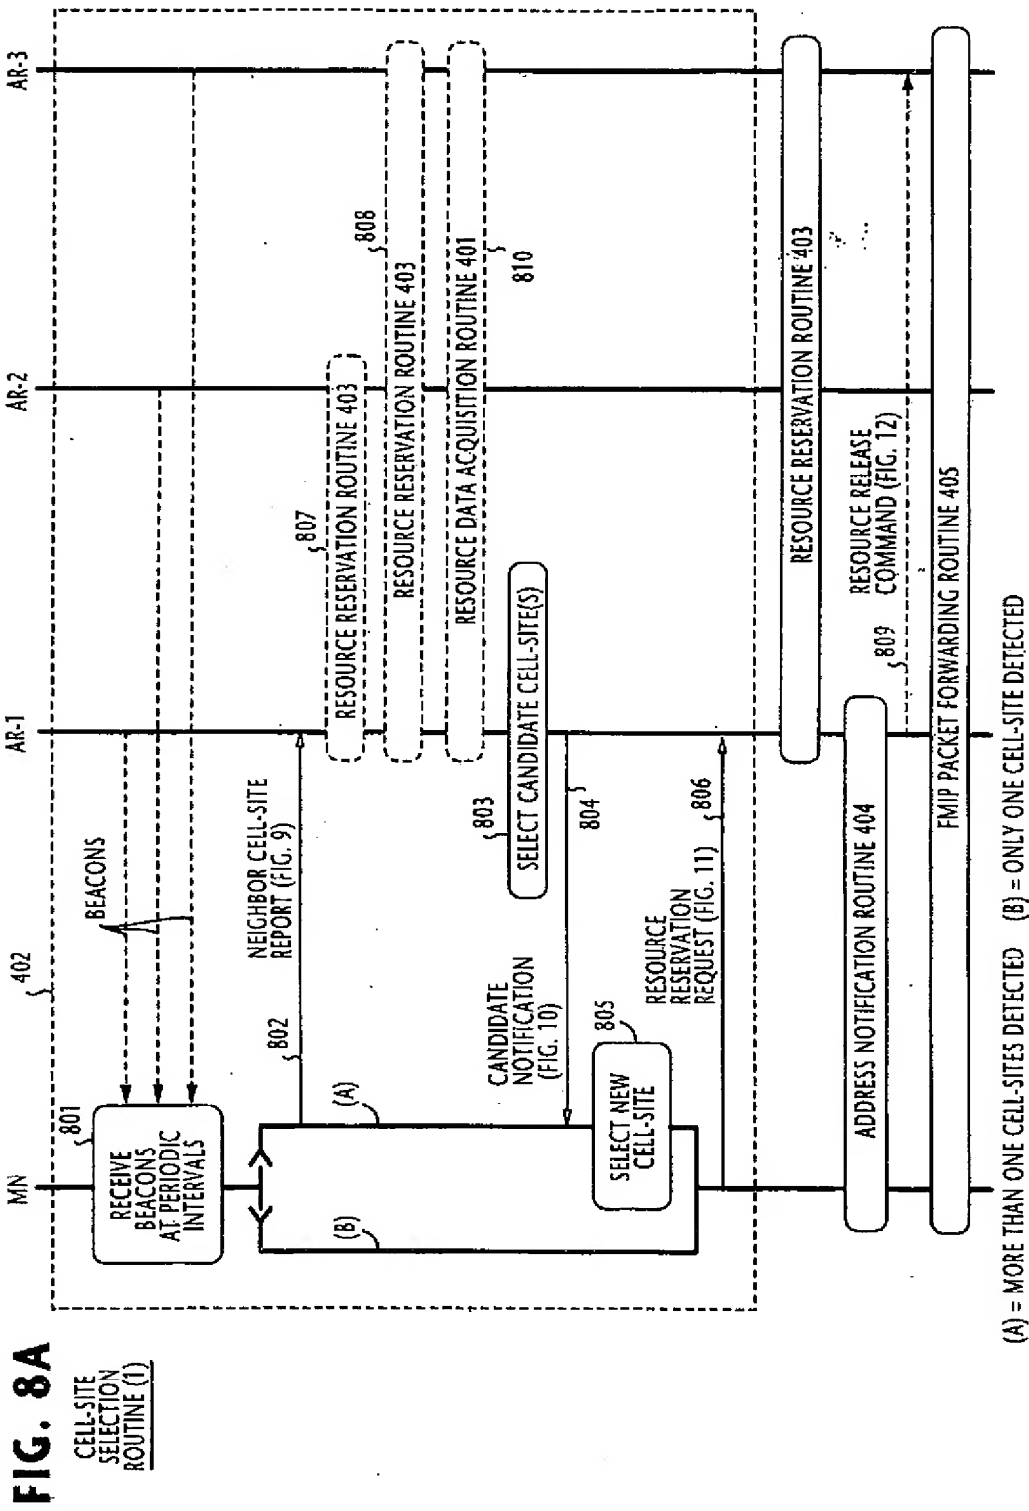 FIG. 8A
CELL-SITE
SELECTION
ROUTINE (1)
MN
AR-1
AR-2
AR-3
402
801
RECEIVE
BEACONS
AT PERIODIC
INTERVALS
BEACONS
(A)
(B)
802
NEIGHBOR CELL-SITE
REPORT (FIG. 9)
807
RESOURCE RESERVATION ROUTINE 403
808
RESOURCE RESERVATION ROUTINE 403
RESOURCE DATA ACQUISITION ROUTINE 401
810
803
SELECT CANDIDATE CELL-SITE(S)
CANDIDATE
NOTIFICATION
(FIG. 10)
804
805
SELECT NEW
CELL-SITE
RESOURCE
RESERVATION
REQUEST (FIG. 11)
806
RESOURCE RESERVATION ROUTINE 403
ADDRESS NOTIFICATION ROUTINE 404
809
RESOURCE RELEASE
COMMAND (FIG. 12)
FMIP PACKET FORWARDING ROUTINE 405
(A) = MORE THAN ONE CELL-SITES DETECTED (B) = ONLY ONE CELL-SITE DETECTED